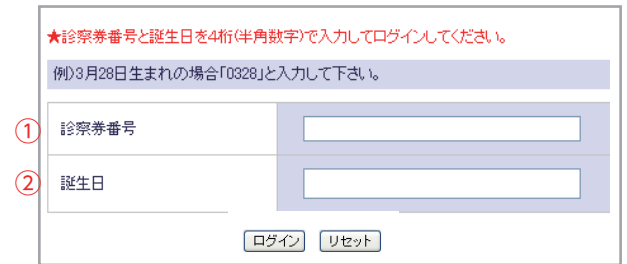 ★診察券番号と誕生日を4桁(半角数字)で入力してログインしてください。
例)3月28日生まれの場合「0328」と入力して下さい。
① 診察券番号
② 誕生日
ログイン リセット